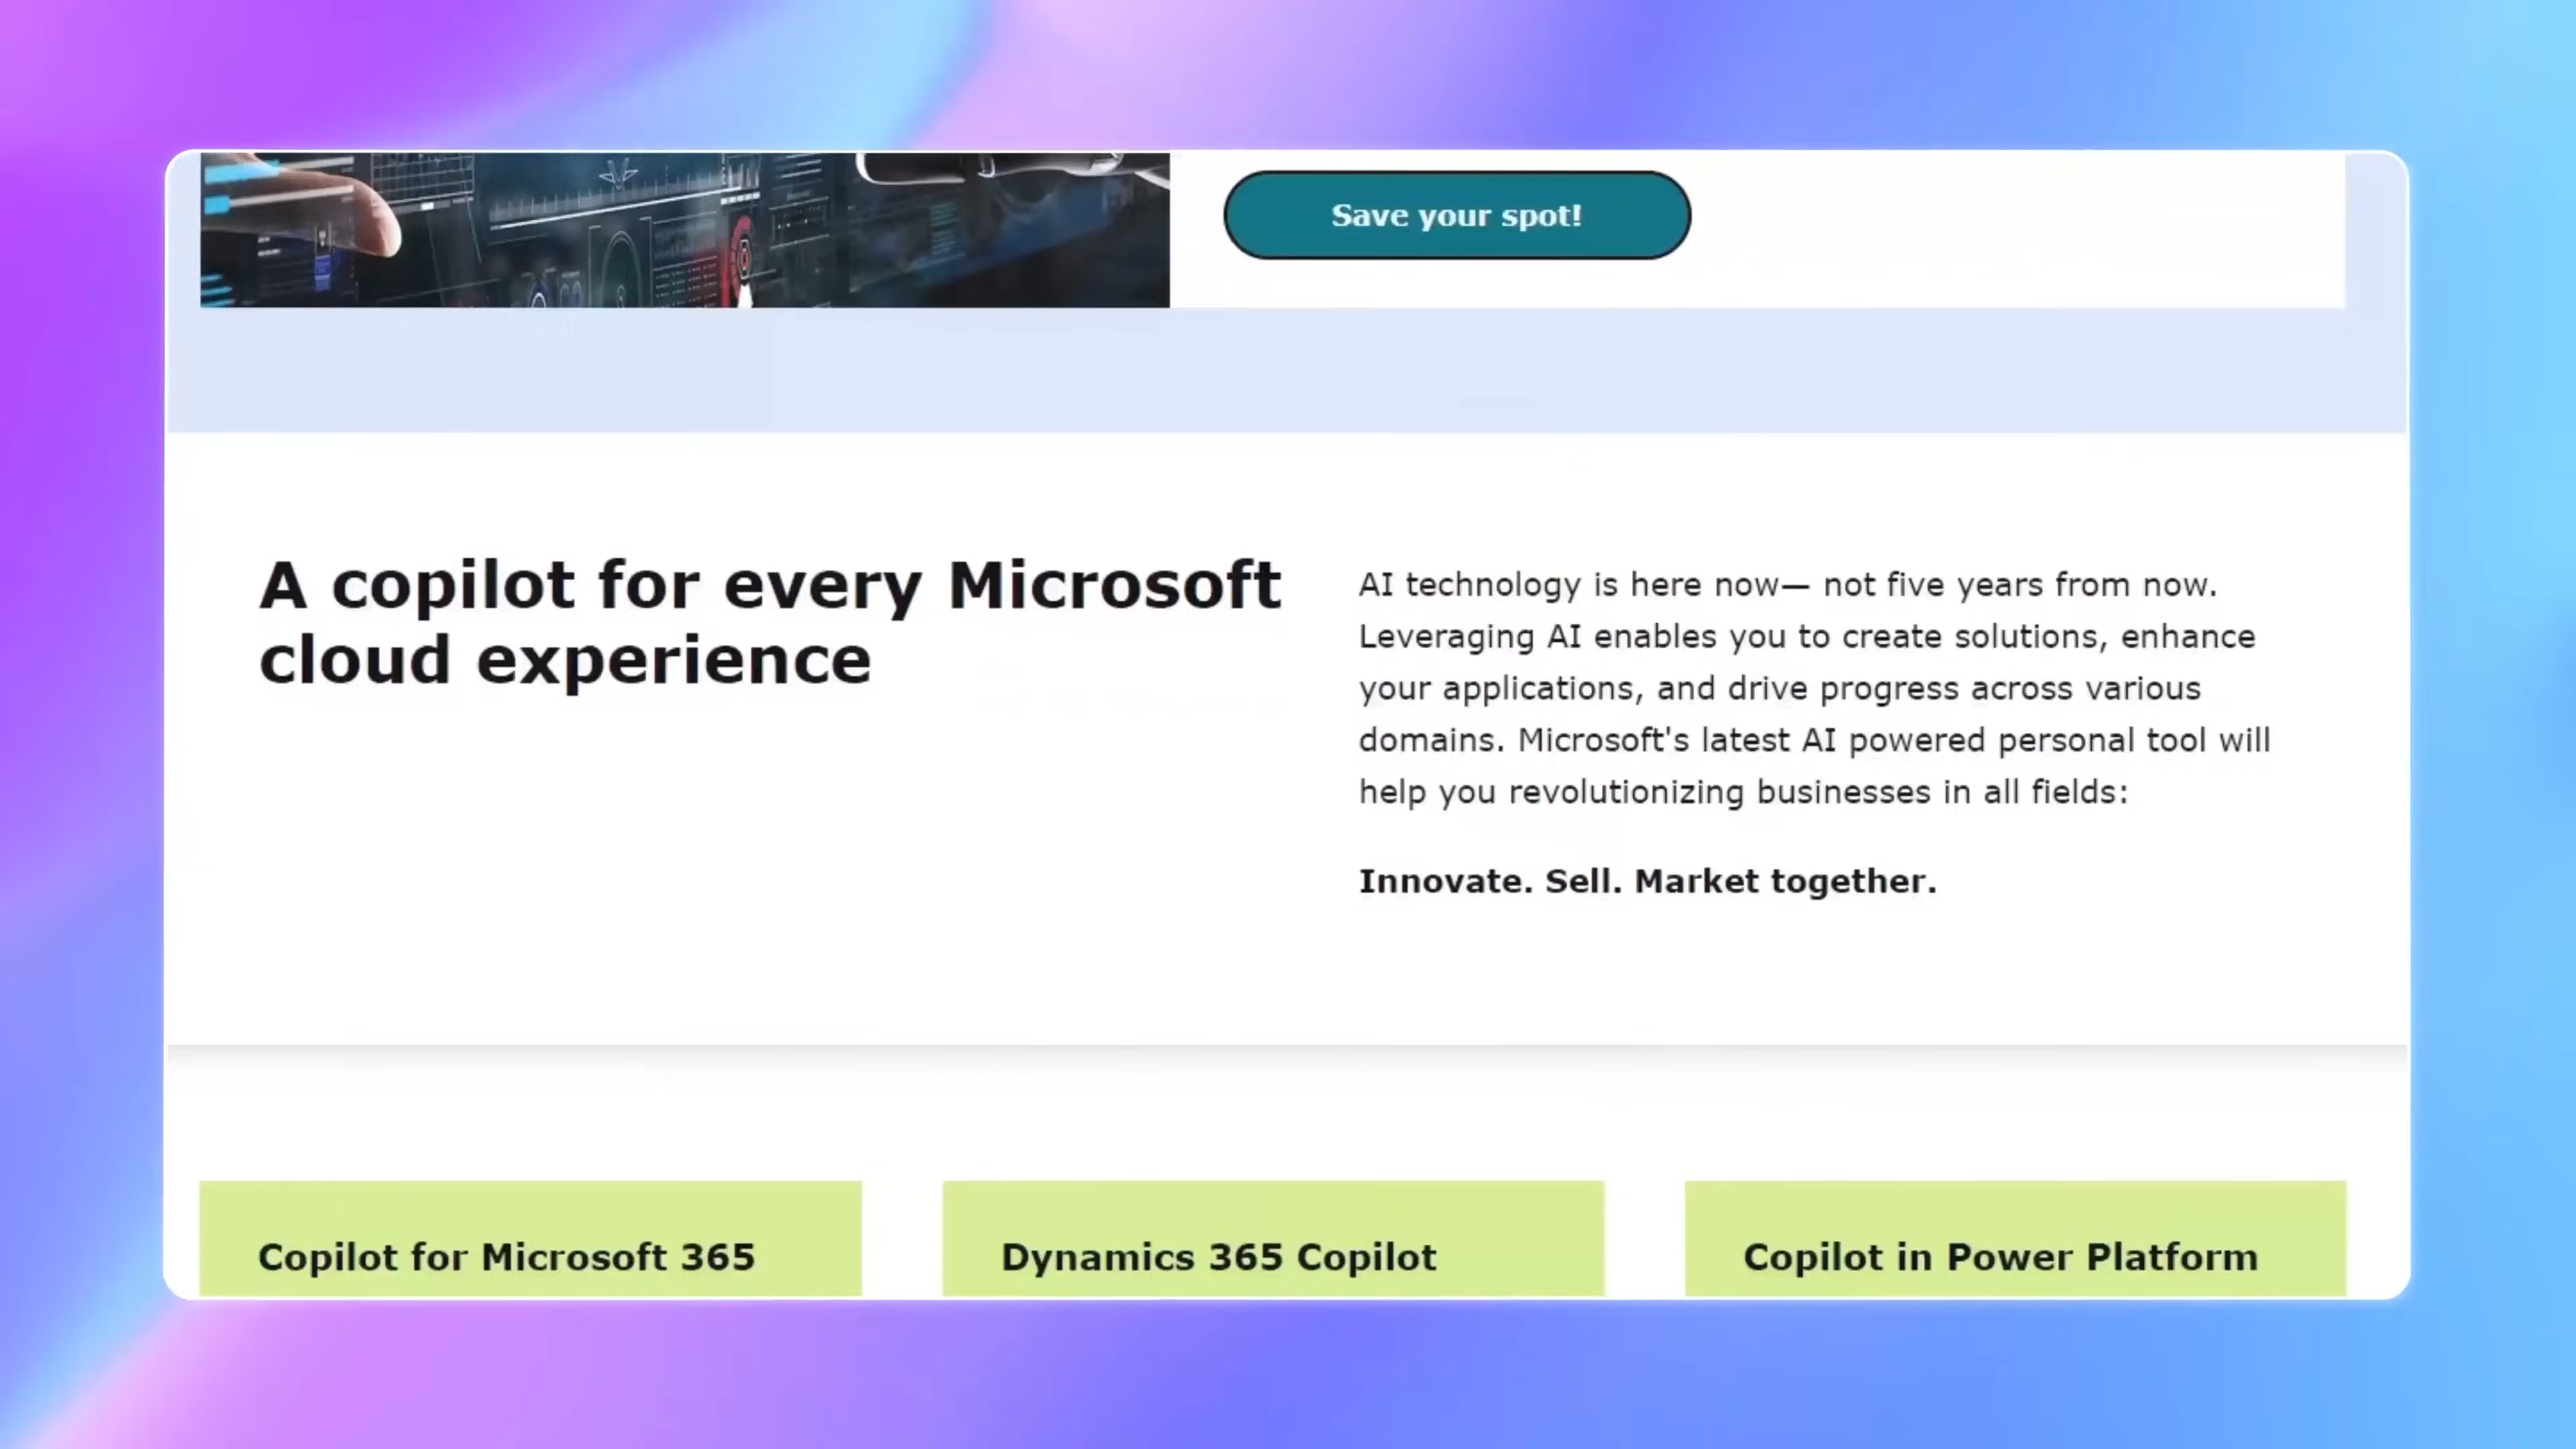 Save your spot!
A copilot for every Microsoft
cloud experience
AI technology is here now— not five years from now.
Leveraging AI enables you to create solutions, enhance
your applications, and drive progress across various
domains. Microsoft's latest AI powered personal tool will
help you revolutionizing businesses in all fields:
Innovate. Sell. Market together.
Copilot for Microsoft 365
Dynamics 365 Copilot
Copilot in Power Platform